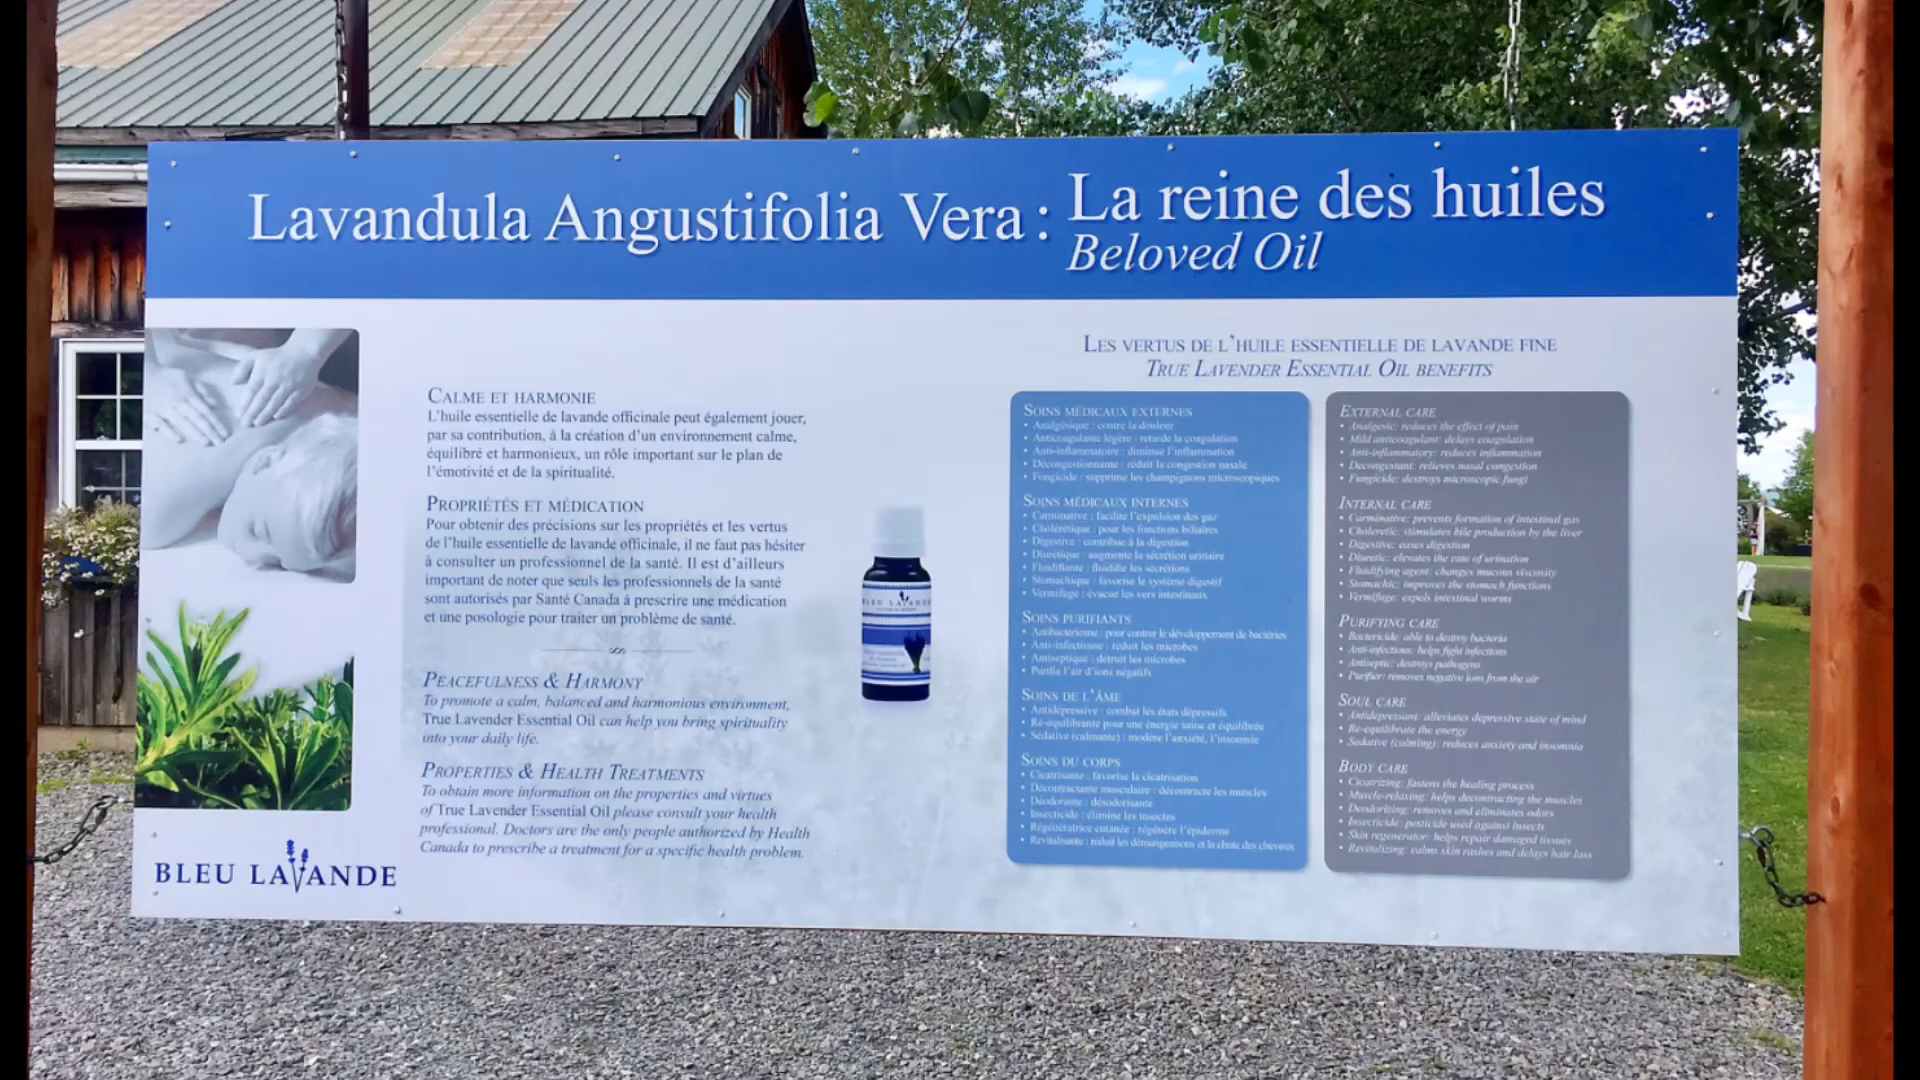 Lavandula Angustifolia Vera : La reine des huiles
Beloved Oil
CALME ET HARMONIE
L'huile essentielle de lavande officinale peut également jouer,
par sa contribution, à la création d'un environnement calme,
équilibré et harmonieux, un rôle important sur le plan de
l'émotivité et de la spiritualité.
PROPRIÉTÉS ET MÉDICATION
Pour obtenir des précisions sur les propriétés et les vertus
de l'huile essentielle de lavande officinale, il ne faut pas hésiter
à consulter un professionnel de la santé. Il est d'ailleurs
important de noter que seuls les professionnels de la santé
sont autorisés par Santé Canada à prescrire une médication
et une posologie pour traiter un problème de santé.
PEACEFULNESS & HARMONY
To promote a calm, balanced and harmonious environment,
True Lavender Essential Oil can help you bring spirituality
into your daily life.
PROPERTIES & HEALTH TREATMENTS
To obtain more information on the properties and virtues
of True Lavender Essential Oil please consult your health
professional. Doctors are the only people authorized by Health
Canada to prescribe a treatment for a specific health problem.
BLEU LAVANDE
BLEU LAVANDE
LES VERTUS DE L'HUILE ESSENTIELLE DE LAVANDE FINE
TRUE LAVENDER ESSENTIAL OIL BENEFITS
SOINS MÉDICAUX EXTERNES
• Analgésique : contre la douleur
• Anticoagulante légère : retarde la coagulation
• Anti-inflammatoire : diminue l'inflammation
• Décongestionnante : réduit la congestion nasale
• Fongicide : supprime les champignons microscopiques
SOINS MÉDICAUX INTERNES
• Carminative : facilite l'expulsion des gaz
• Cholérétique : pour les fonctions biliaires
• Digestive : contribue à la digestion
• Diurétique : augmente la sécrétion urinaire
• Fluidifiante : fluidifie les sécrétions
• Stomachique : favorise le système digestif
• Vermifuge : évacue les vers intestinaux
SOINS PURIFIANTS
• Antibactérienne : pour contrer le développement de bactéries
• Anti-infectieuse : réduit les microbes
• Antiseptique : détruit les microbes
• Purifie l'air d'ions négatifs
SOINS DE L'ÂME
• Antidépressive : combat les états dépressifs
• Ré-équilibrante pour une énergie saine et équilibrée
• Sédative (calmante) : modère l'anxiété, l'insomnie
SOINS DU CORPS
• Cicatrisante : favorise la cicatrisation
• Décontractante musculaire : décontracte les muscles
• Déodorante : désodorisante
• Insecticide : élimine les insectes
• Régénératrice cutanée : régénère l'épiderme
• Revitalisante : réduit les démangeaisons et la chute des cheveux
EXTERNAL CARE
• Analgesic: reduces the effect of pain
• Mild anticoagulant: delays coagulation
• Anti-inflammatory: reduces inflammation
• Decongestant: relieves nasal congestion
• Fungicide: destroys microscopic fungi
INTERNAL CARE
• Carminative: prevents formation of intestinal gas
• Choleretic: stimulates bile production by the liver
• Digestive: eases digestion
• Diuretic: elevates the rate of urination
• Fluidifying agent: changes mucous viscosity
• Stomachic: improves the stomach functions
• Vermifuge: expels intestinal worms
PURIFYING CARE
• Bactericide: able to destroy bacteria
• Anti-infectious: helps fight infections
• Antiseptic: destroys pathogens
• Purifier: removes negative ions from the air
SOUL CARE
• Antidepressant: alleviates depressive state of mind
• Re-equilibrate the energy
• Sedative (calming): reduces anxiety and insomnia
BODY CARE
• Cicatrizing: fastens the healing process
• Muscle-relaxing: helps decontracting the muscles
• Deodorizing: removes and eliminates odors
• Insecticide: pesticide used against insects
• Skin regenerator: helps repair damaged tissues
• Revitalizing: calms skin rashes and delays hair loss